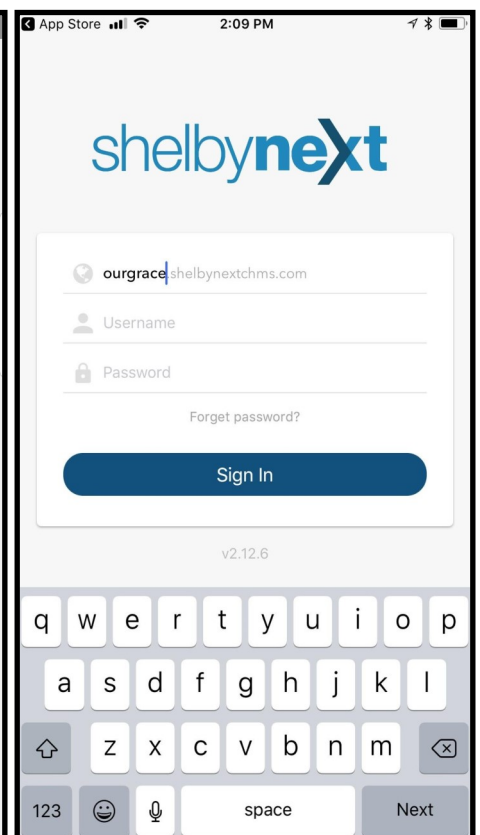 App Store 2:09 PM
shelbynext
ourgrace.shelbynextchms.com
Username
Password
Forget password?
Sign In
v2.12.6
q w e r t y u i o p
a s d f g h j k l
z x c v b n m
123 space Next